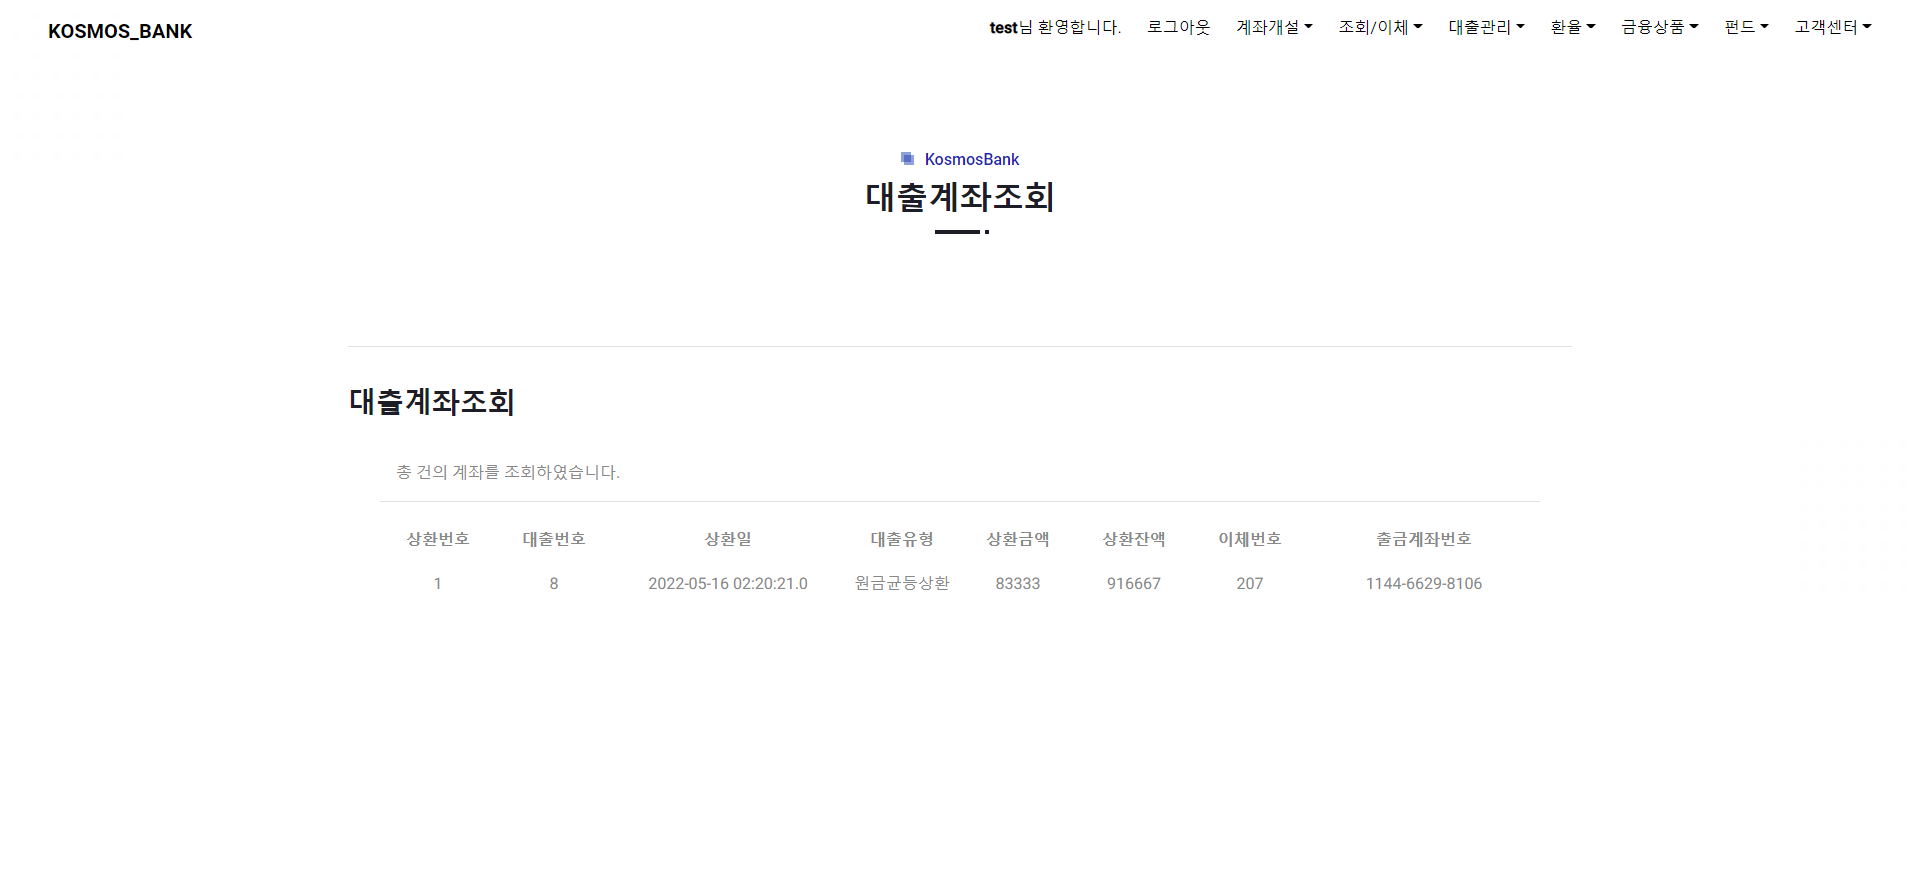 KOSMOS_BANK
test님 환영합니다. 로그아웃 계좌개설 조회/이체 대출관리 환율 금융상품 펀드 고객센터
KosmosBank
대출계좌조회
대출계좌조회
총 건의 계좌를 조회하였습니다.
상환번호 대출번호 상환일 대출유형 상환금액 상환잔액 이체번호 출금계좌번호
1 8 2022-05-16 02:20:21.0 원금균등상환 83333 916667 207 1144-6629-8106